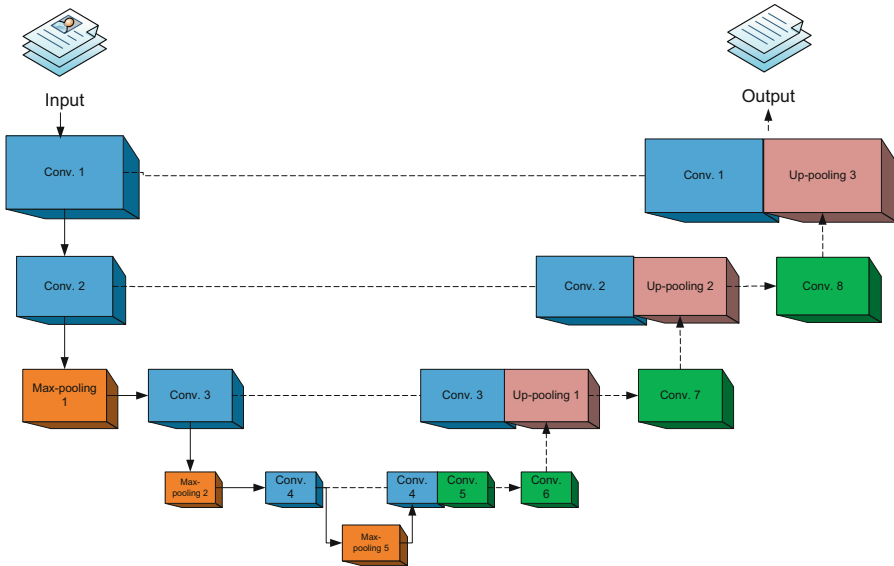 Input
Output
Conv. 1
Conv. 1
Up-pooling 3
Conv. 2
Conv. 2
Up-pooling 2
Conv. 8
Max-pooling
1
Conv. 3
Conv. 3
Up-pooling 1
Conv. 7
Max-
pooling 2
Conv.
4
Conv.
4
Conv.
5
Conv.
6
Max-
pooling 5